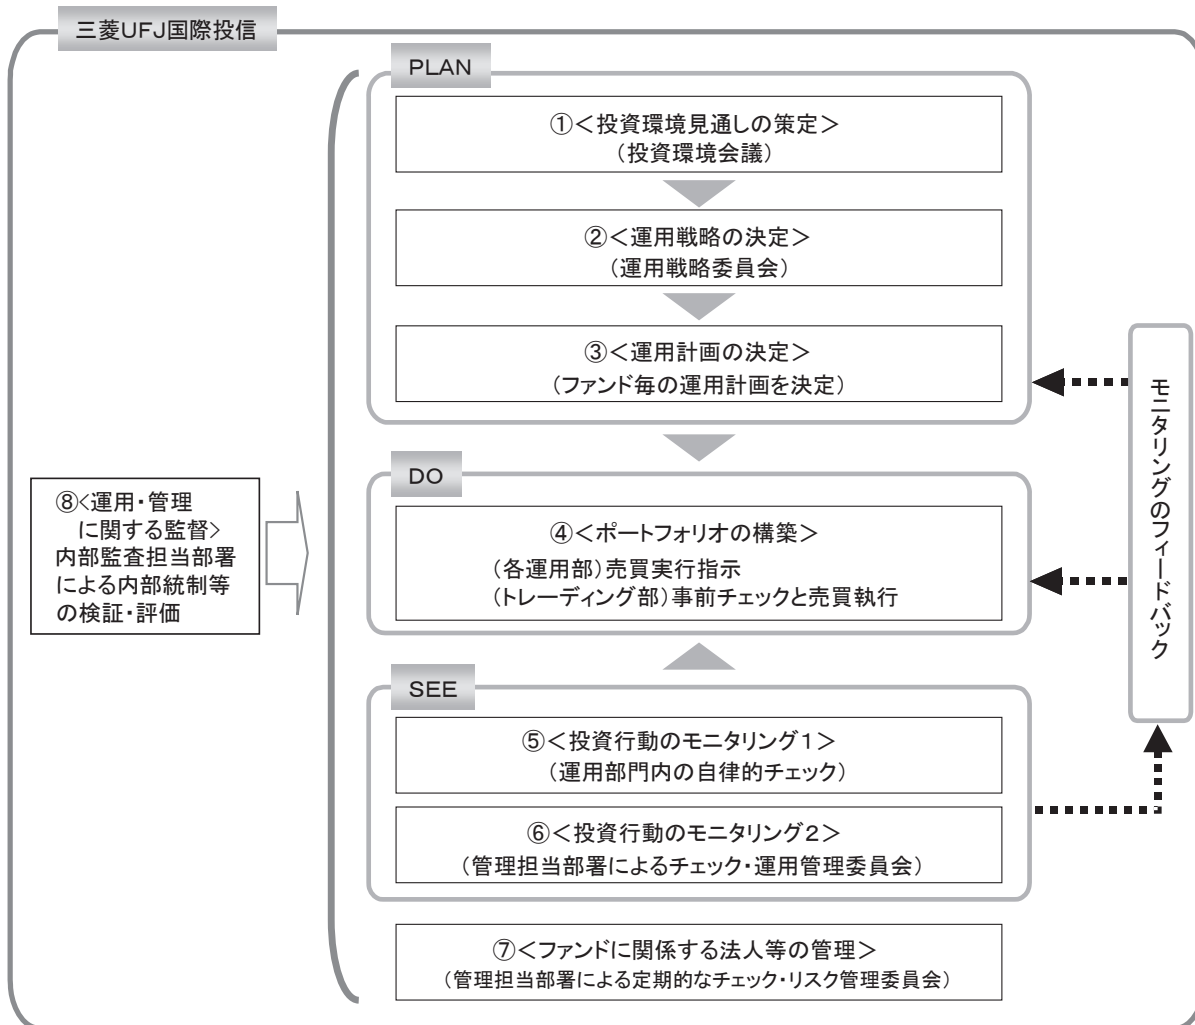 三菱UFJ国際投信
PLAN
①＜投資環境見通しの策定＞
（投資環境会議）
②＜運用戦略の決定＞
（運用戦略委員会）
③＜運用計画の決定＞
（ファンド毎の運用計画を決定）
DO
④＜ポートフォリオの構築＞
（各運用部）売買実行指示
（トレーディング部）事前チェックと売買執行
SEE
⑤＜投資行動のモニタリング１＞
（運用部門内の自律的チェック）
⑥＜投資行動のモニタリング２＞
（管理担当部署によるチェック・運用管理委員会）
⑦＜ファンドに関係する法人等の管理＞
（管理担当部署による定期的なチェック・リスク管理委員会）
⑧<運用・管理
に関する監督>
内部監査担当部署
による内部統制等
の検証・評価
モニタリングのフィードバック